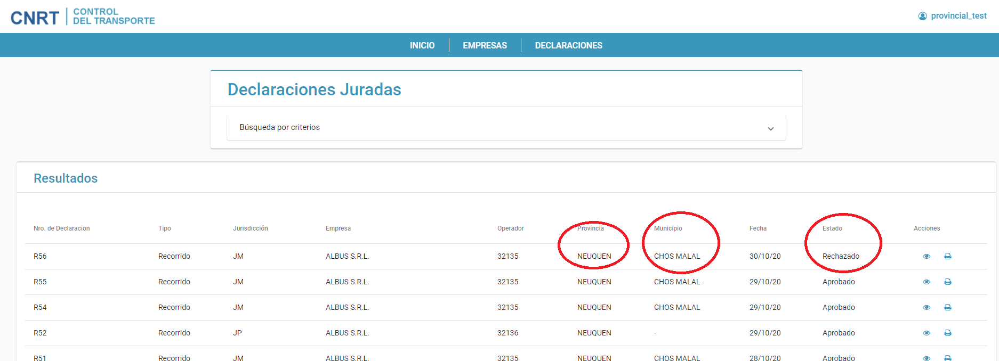 CNRT CONTROL
DEL TRANSPORTE
provincial_test
INICIO EMPRESAS DECLARACIONES
Declaraciones Juradas
Búsqueda por criterios
Resultados
Nro. de Declaracion Tipo Jurisdicción Empresa Operador Provincia Municipio Fecha Estado Acciones
R56 Recorrido JM ALBUS S.R.L. 32135 NEUQUEN CHOS MALAL 30/10/20 Rechazado
R55 Recorrido JM ALBUS S.R.L. 32135 NEUQUEN CHOS MALAL 29/10/20 Aprobado
R54 Recorrido JM ALBUS S.R.L. 32135 NEUQUEN CHOS MALAL 29/10/20 Aprobado
R52 Recorrido JP ALBUS S.R.L. 32136 NEUQUEN - 29/10/20 Aprobado
R51 Recorrido JM ALBUS S.R.L. 32135 NEUQUEN CHOS MALAL 28/10/20 Aprobado